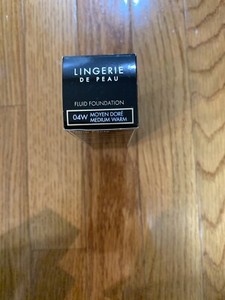 LINGERIE
DE PEAU
FLUID FOUNDATION
04W MOYEN DORÉ
MEDIUM WARM